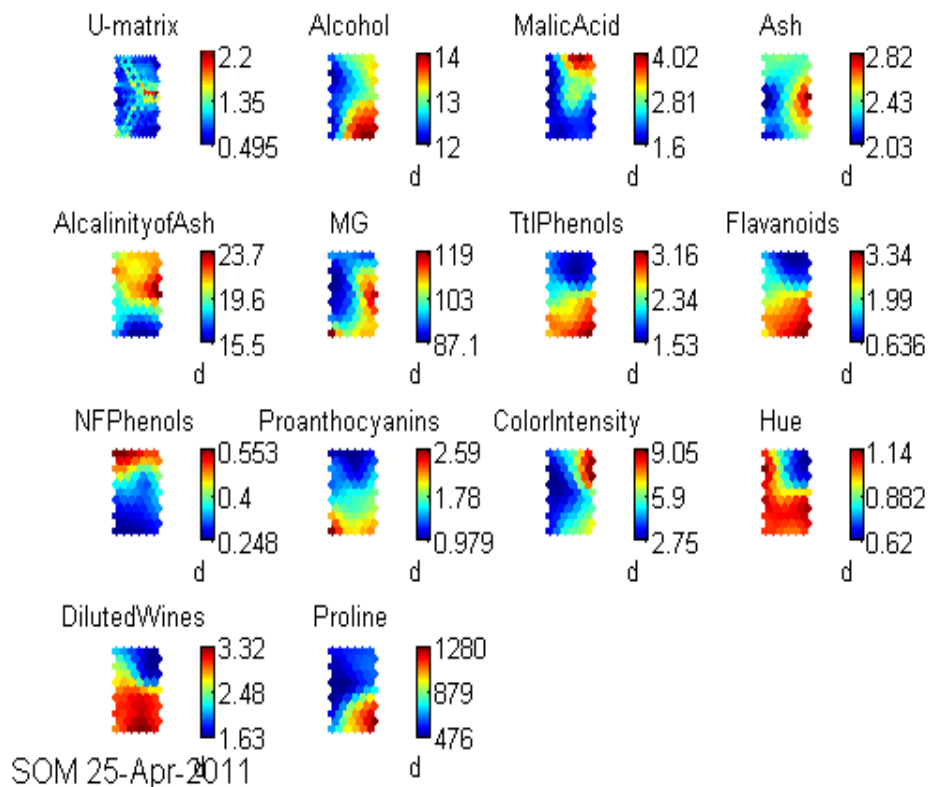 U-matrix Alcohol MalicAcid Ash
2.2 14 4.02 2.82
1.35 13 2.81 2.43
0.495 12 1.6 2.03
d d d
AlcalinityofAsh MG TtlPhenols Flavanoids
23.7 119 3.16 3.34
19.6 103 2.34 1.99
15.5 87.1 1.53 0.636
d d d d
NFPhenols Proanthocyanins ColorIntensity Hue
0.553 2.59 9.05 1.14
0.4 1.78 5.9 0.882
0.248 0.979 2.75 0.62
d d d d
DilutedWines Proline
3.32 1280
2.48 879
1.63 476
d d
SOM 25-Apr-2011